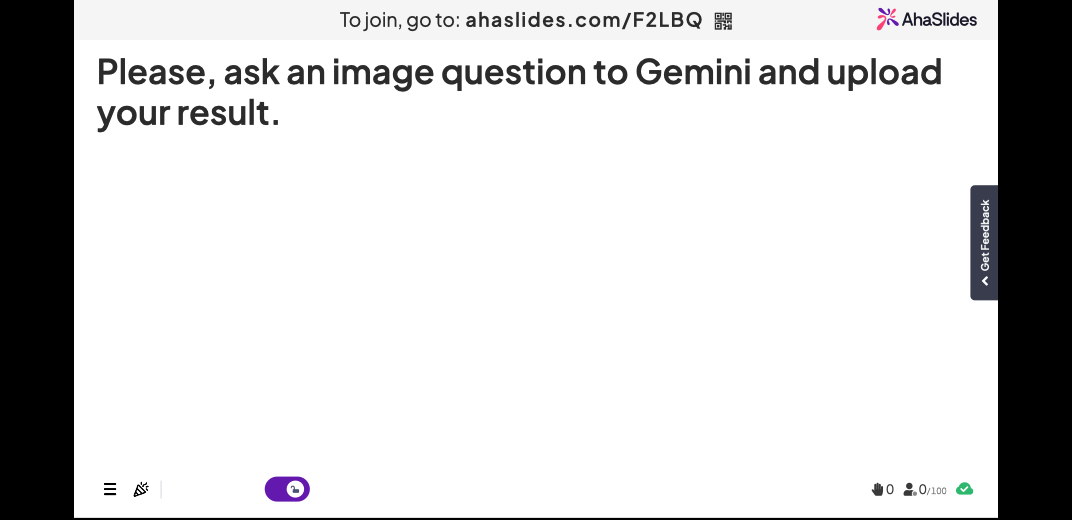 To join, go to: ahaslides.com/F2LBQ
AhaSlides
Please, ask an image question to Gemini and upload
your result.
Get Feedback
0
0/100